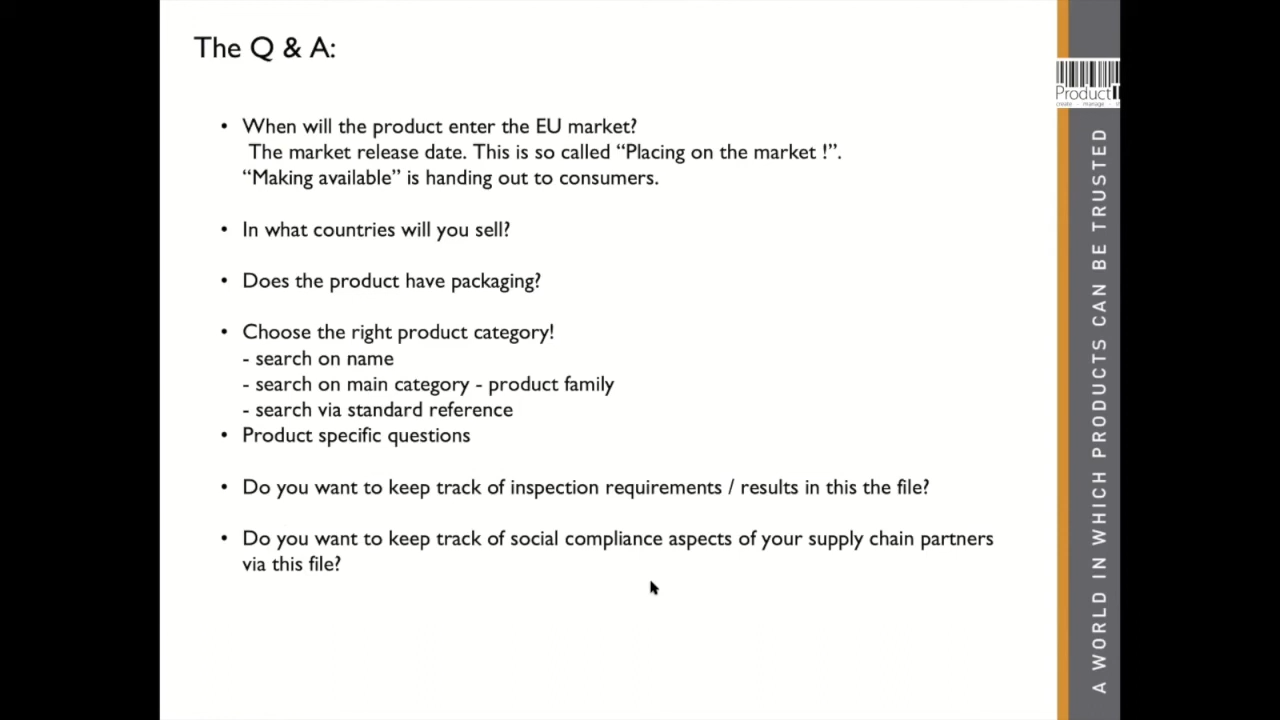 The Q & A:
• When will the product enter the EU market?
The market release date. This is so called “Placing on the market !”.
“Making available” is handing out to consumers.
• In what countries will you sell?
• Does the product have packaging?
• Choose the right product category!
- search on name
- search on main category - product family
- search via standard reference
• Product specific questions
• Do you want to keep track of inspection requirements / results in this the file?
• Do you want to keep track of social compliance aspects of your supply chain partners
via this file?
Product
create - manage -
A WORLD IN WHICH PRODUCTS CAN BE TRUSTED